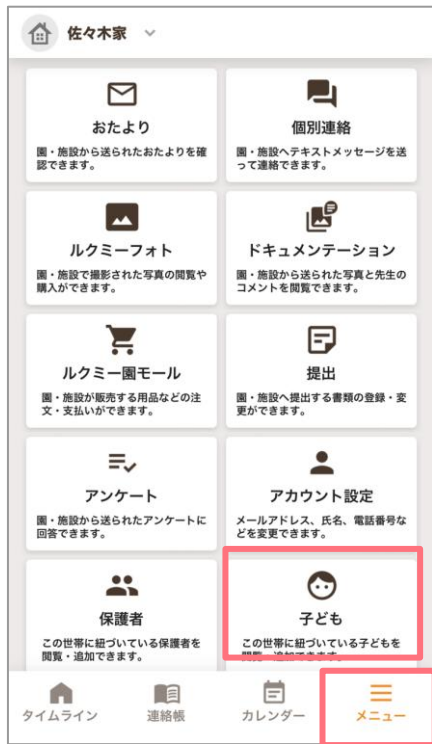 佐々木家
おたより
園・施設から送られたおたよりを確
認できます。
個別連絡
園・施設へテキストメッセージを送
って連絡できます。
ルクミーフォト
園・施設で撮影された写真の閲覧や
購入ができます。
ドキュメンテーション
園・施設から送られた写真と先生の
コメントを閲覧できます。
ルクミー園モール
園・施設が販売する用品などの注
文・支払いができます。
提出
園・施設へ提出する書類の登録・変
更ができます。
アンケート
園・施設から送られたアンケートに
回答できます。
アカウント設定
メールアドレス、氏名、電話番号な
どを変更できます。
保護者
この世帯に紐づいている保護者を
閲覧・追加できます。
子ども
この世帯に紐づいている子どもを
閲覧・追加できます。
タイムライン
連絡帳
カレンダー
メニュー